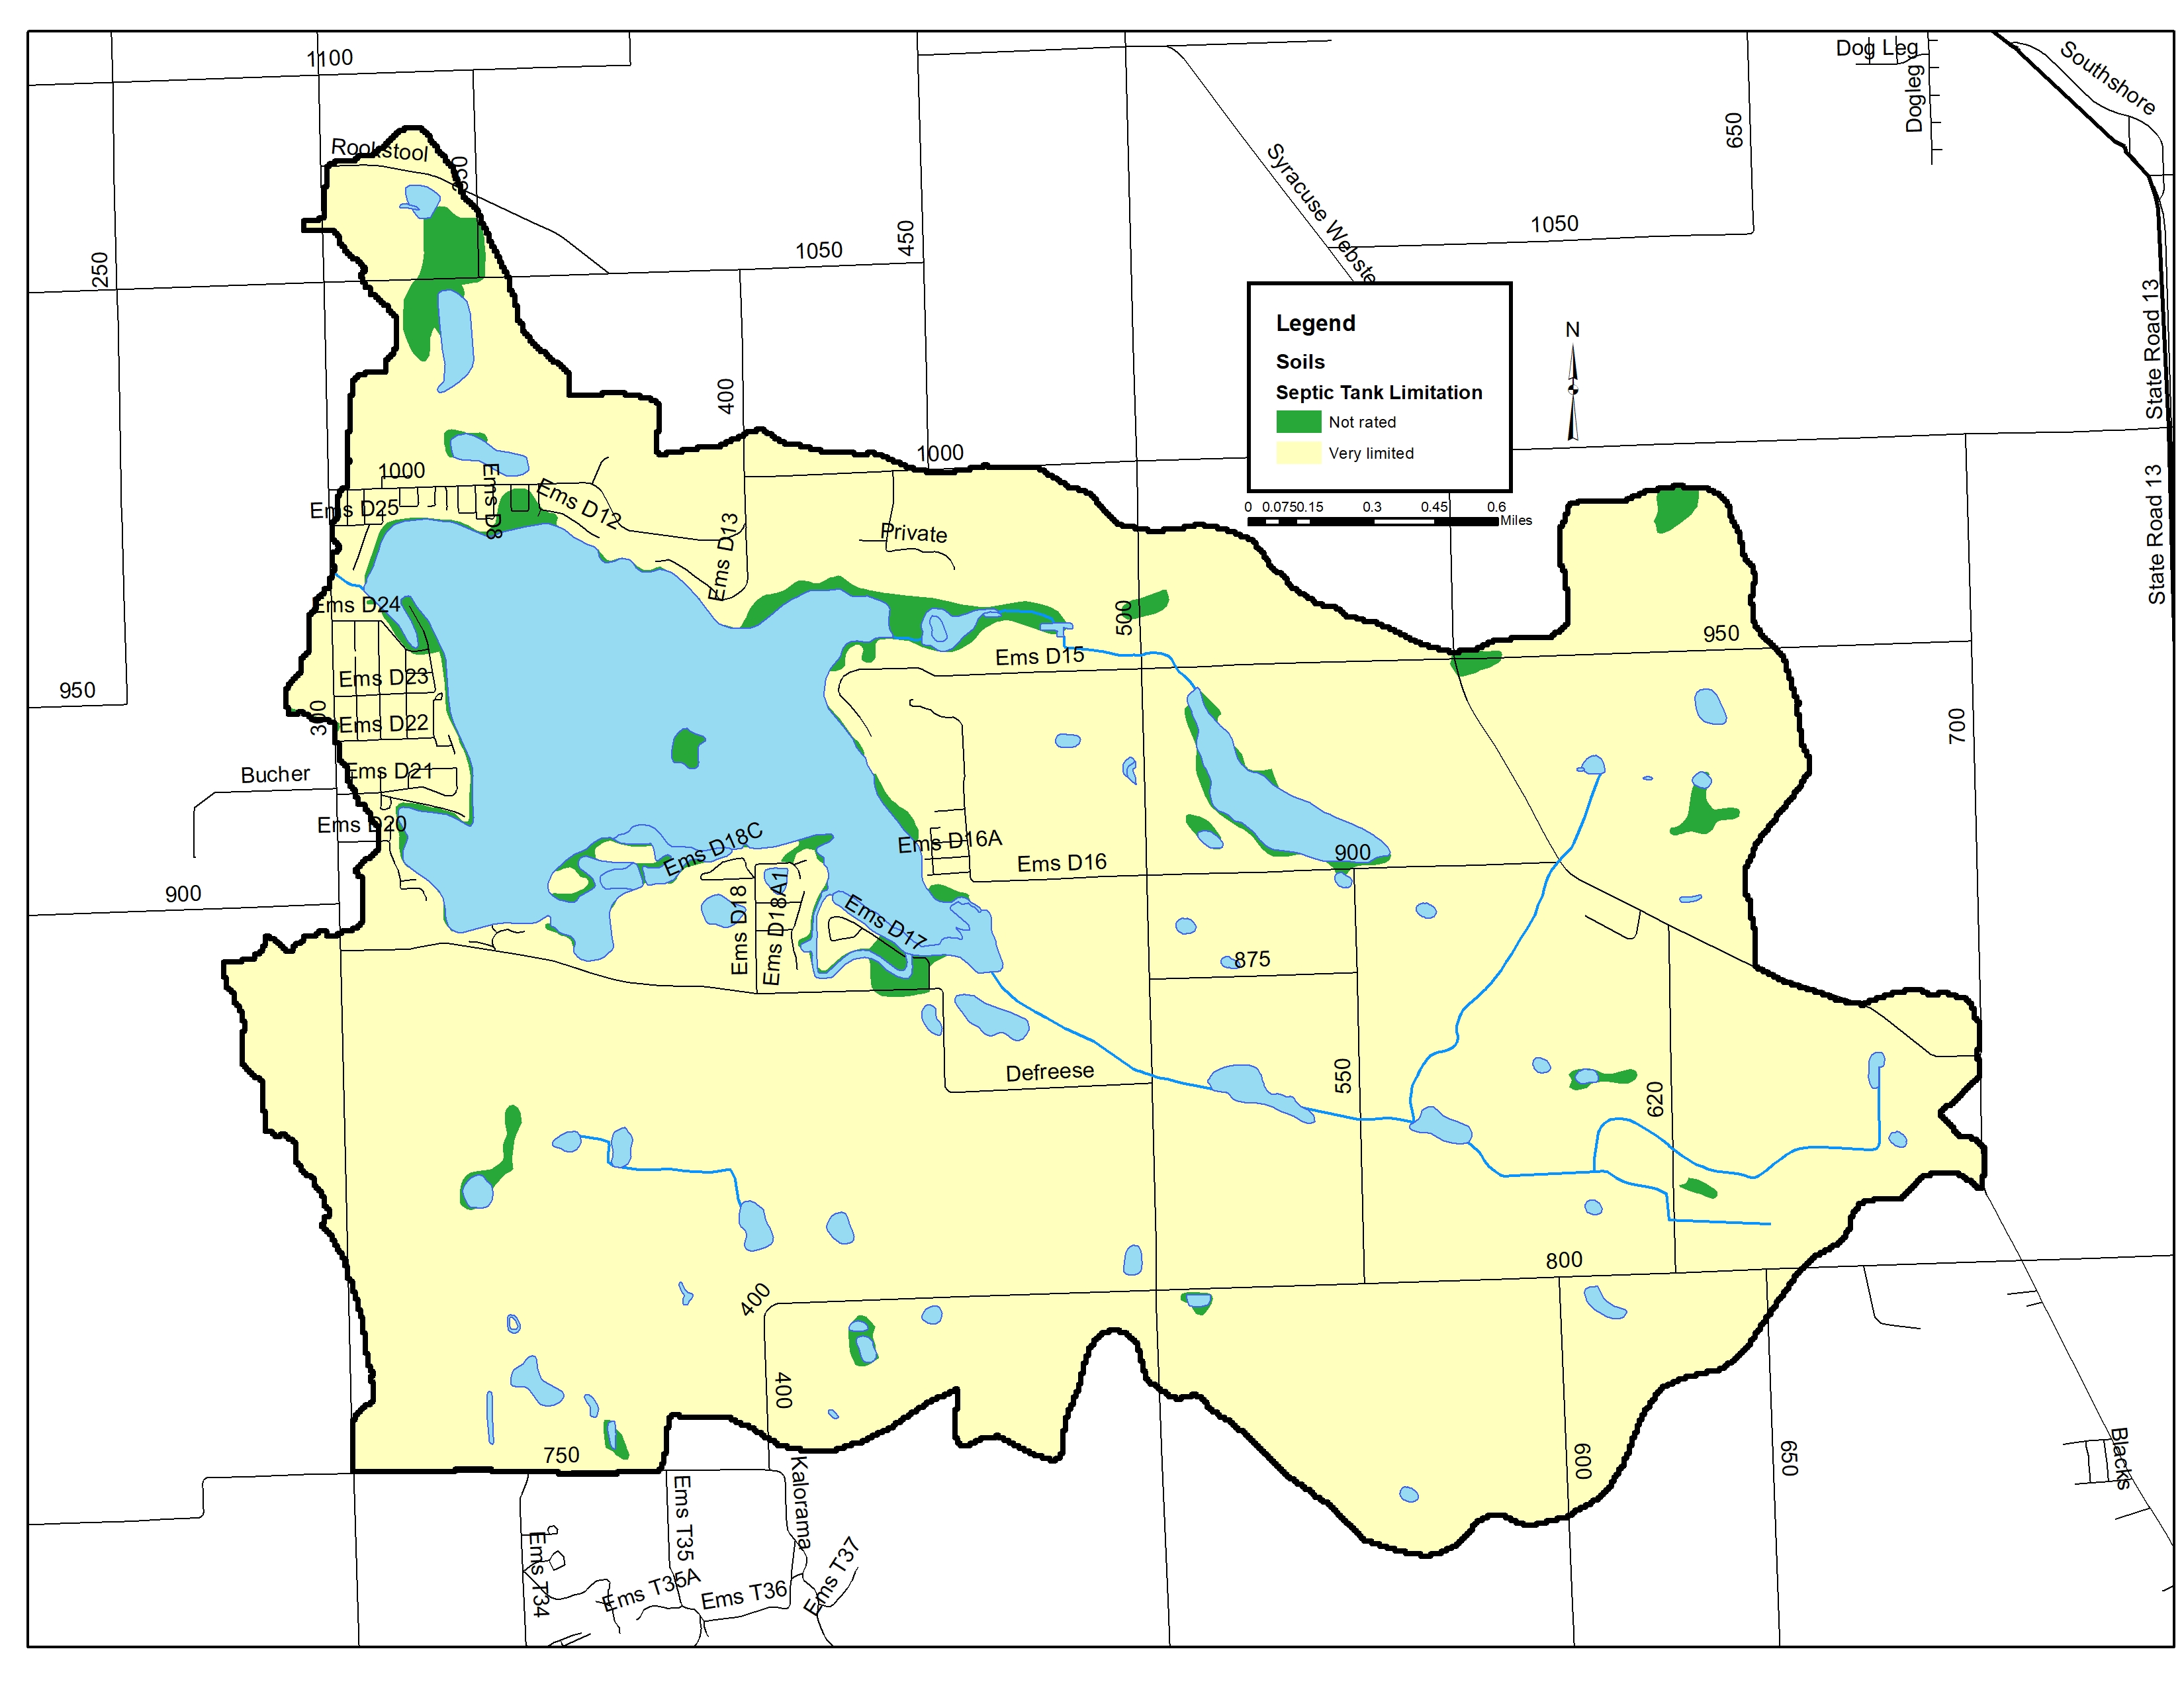 Dog Leg
Southshore
1100
Dogleg
650
Rookstool
350
Syracuse Webste
1050
450
1050
250
State Road 13
Legend
Soils
Septic Tank Limitation
Not rated
Very limited
N
400
1000
1000
Ems D25
Ems D8
Ems D12
0 0.075 0.15 0.3 0.45 0.6
Miles
State Road 13
Private
Ems D13
Ems D24
500
950
Ems D15
Ems D23
950
300
Ems D22
700
Bucher
Ems D21
Ems D20
Ems D18C
Ems D16A
900
Ems D16
900
Ems D18
Ems D18A1
Ems D17
875
Defreese
550
620
800
400
400
750
600
650
Blacks
Kalorama
Ems T35
Ems T34
Ems T35A
Ems T36
Ems T37